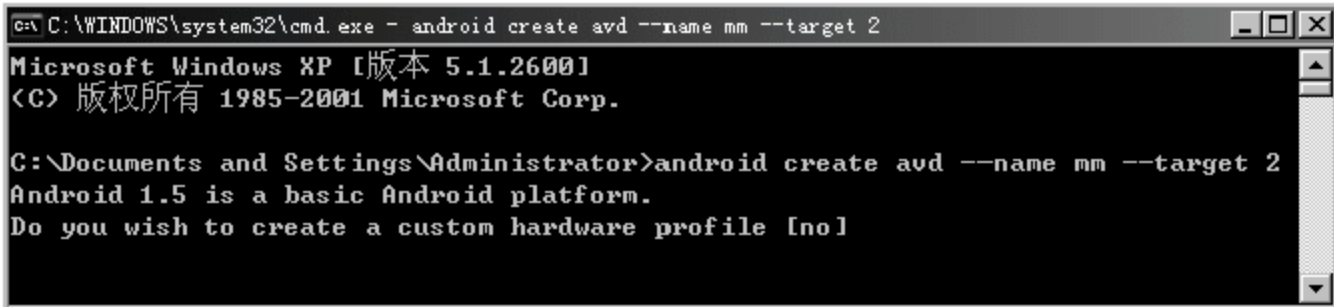 C:\WINDOWS\system32\cmd.exe - android create avd --name mm --target 2
Microsoft Windows XP [版本 5.1.2600]
(C) 版权所有 1985-2001 Microsoft Corp.
C:\Documents and Settings\Administrator>android create avd --name mm --target 2
Android 1.5 is a basic Android platform.
Do you wish to create a custom hardware profile [no]